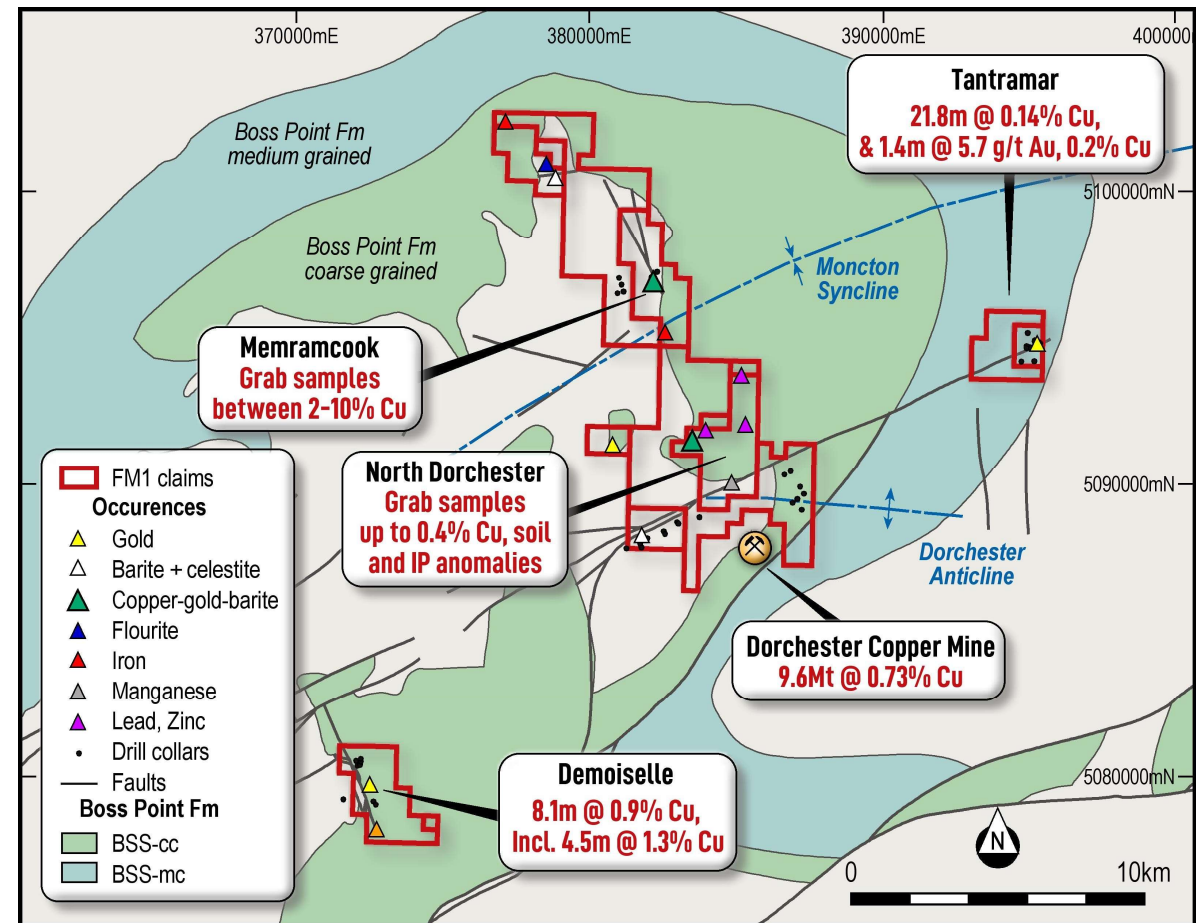 370000mE
380000mE
390000mE
400000
Tantramar
21.8m @ 0.14% Cu,
& 1.4m @ 5.7 g/t Au, 0.2% Cu
Boss Point Fm
medium grained
5100000mN
Boss Point Fm
coarse grained
Moncton
Syncline
Memramcook
Grab samples
between 2-10% Cu
North Dorchester
Grab samples
up to 0.4% Cu, soil
and IP anomalies
5090000mN
Dorchester
Anticline
FM1 claims
Occurences
Gold
Barite + celestite
Copper-gold-barite
Flourite
Iron
Manganese
Lead, Zinc
Drill collars
Faults
Boss Point Fm
BSS-cc
BSS-mc
Dorchester Copper Mine
9.6Mt @ 0.73% Cu
Demoiselle
8.1m @ 0.9% Cu,
Incl. 4.5m @ 1.3% Cu
5080000mN
N
0
10km